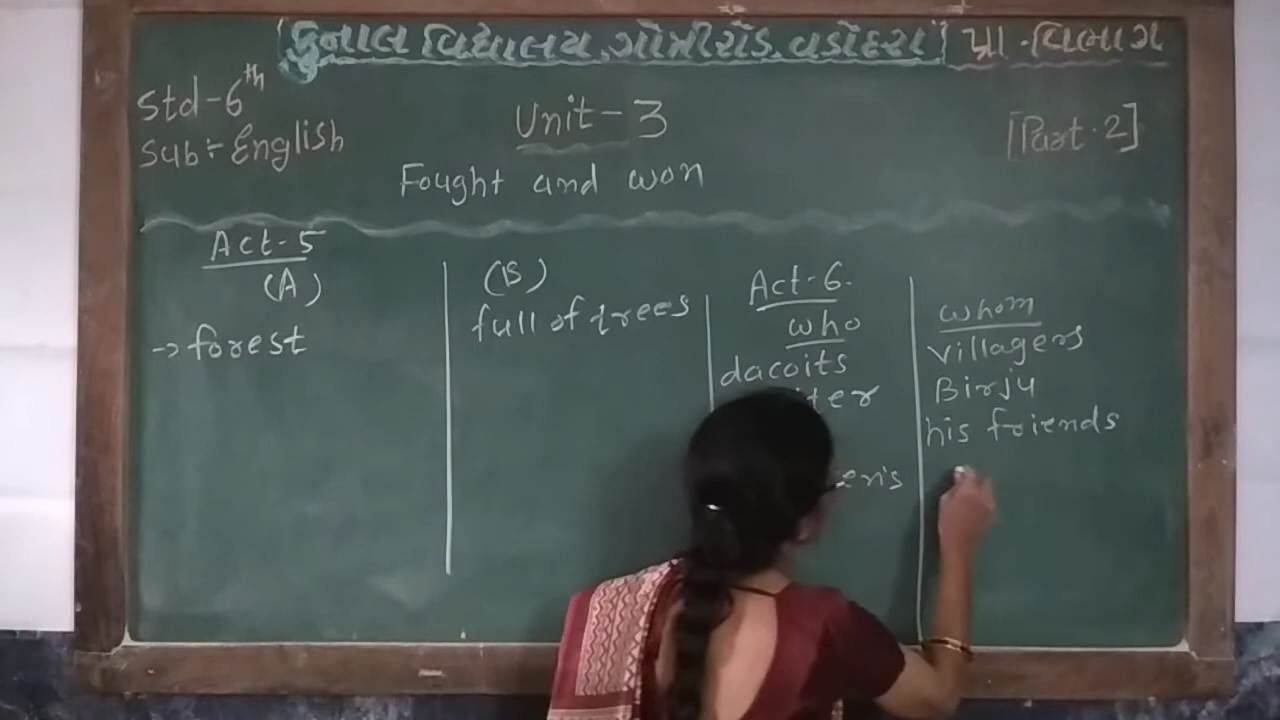 કુનાલ વિદ્યાલય, ગોત્રીરોડ, વડોદરા પ્રા. વિભાગ
Std-6th
Sub:- English
Unit-3
[Part.2]
Fought and won
Act-5
(A)
→ forest
(B)
full of trees
Act-6.
who
dacoits
whom
villagers
Birju
his friends